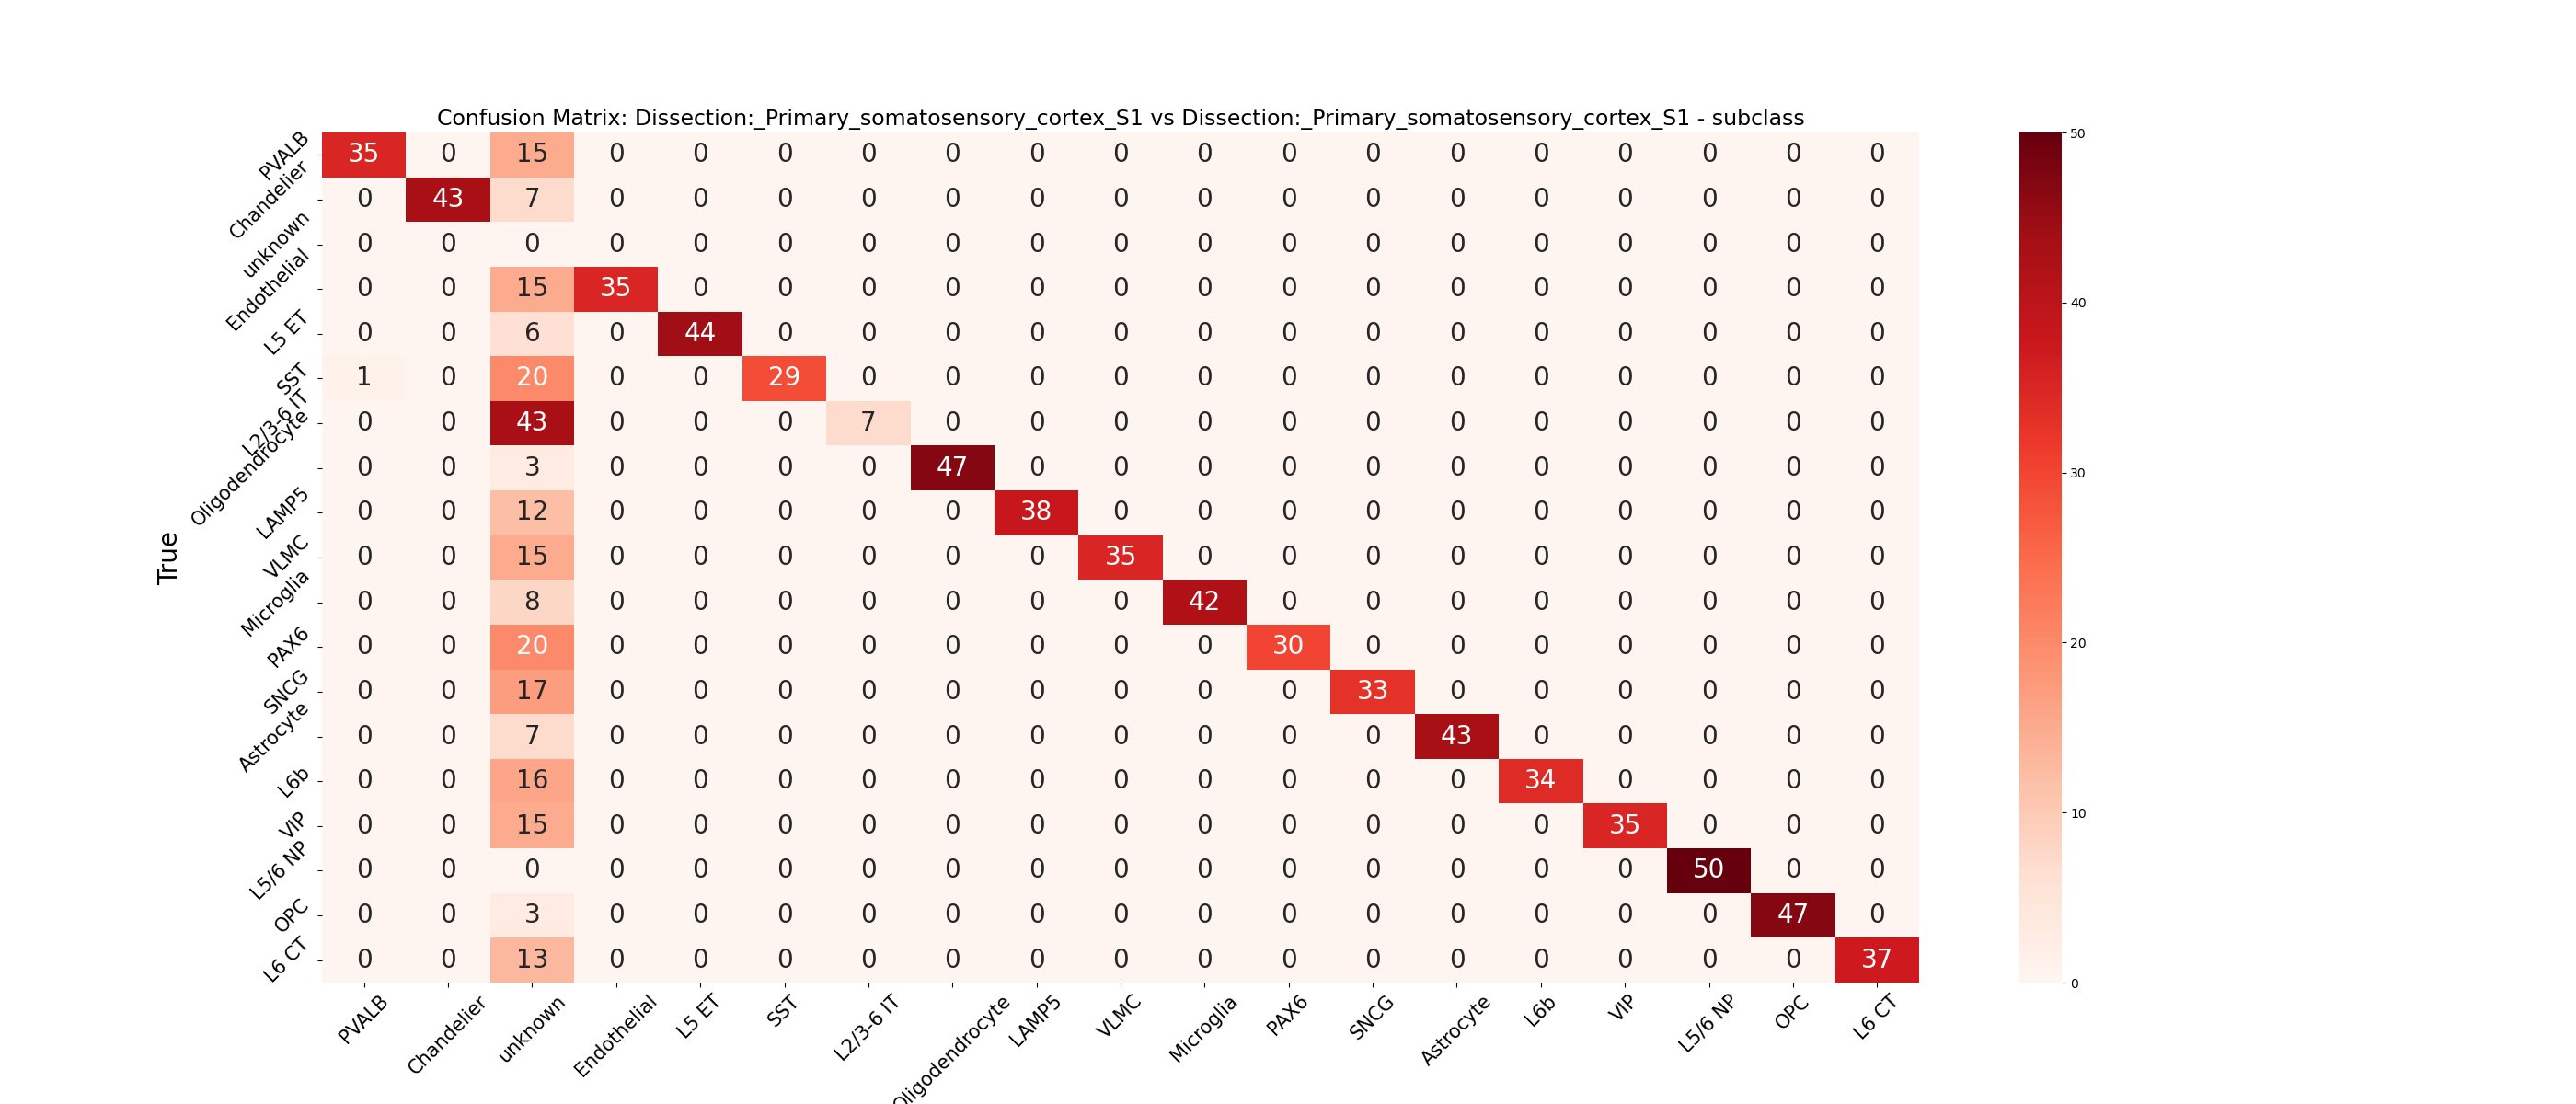 Confusion Matrix: Dissection:_Primary_somatosensory_cortex_S1 vs Dissection:_Primary_somatosensory_cortex_S1 - subclass
True
PVALB 35 0 15 0 0 0 0 0 0 0 0 0 0 0 0 0 0 0 0
Chandelier 0 43 7 0 0 0 0 0 0 0 0 0 0 0 0 0 0 0 0
unknown 0 0 0 0 0 0 0 0 0 0 0 0 0 0 0 0 0 0 0
Endothelial 0 0 15 35 0 0 0 0 0 0 0 0 0 0 0 0 0 0 0
L5 ET 0 0 6 0 44 0 0 0 0 0 0 0 0 0 0 0 0 0 0
SST 1 0 20 0 0 29 0 0 0 0 0 0 0 0 0 0 0 0 0
L2/3-6 IT 0 0 43 0 0 0 7 0 0 0 0 0 0 0 0 0 0 0 0
Oligodendrocyte 0 0 3 0 0 0 0 47 0 0 0 0 0 0 0 0 0 0 0
LAMP5 0 0 12 0 0 0 0 0 38 0 0 0 0 0 0 0 0 0 0
VLMC 0 0 15 0 0 0 0 0 0 35 0 0 0 0 0 0 0 0 0
Microglia 0 0 8 0 0 0 0 0 0 0 42 0 0 0 0 0 0 0 0
PAX6 0 0 20 0 0 0 0 0 0 0 0 30 0 0 0 0 0 0 0
SNCG 0 0 17 0 0 0 0 0 0 0 0 0 33 0 0 0 0 0 0
Astrocyte 0 0 7 0 0 0 0 0 0 0 0 0 0 43 0 0 0 0 0
L6b 0 0 16 0 0 0 0 0 0 0 0 0 0 0 34 0 0 0 0
VIP 0 0 15 0 0 0 0 0 0 0 0 0 0 0 0 35 0 0 0
L5/6 NP 0 0 0 0 0 0 0 0 0 0 0 0 0 0 0 0 50 0 0
OPC 0 0 3 0 0 0 0 0 0 0 0 0 0 0 0 0 0 47 0
L6 CT 0 0 13 0 0 0 0 0 0 0 0 0 0 0 0 0 0 0 37
PVALB Chandelier unknown Endothelial L5 ET SST L2/3-6 IT Oligodendrocyte LAMP5 VLMC Microglia PAX6 SNCG Astrocyte L6b VIP L5/6 NP OPC L6 CT
50
40
30
20
10
0